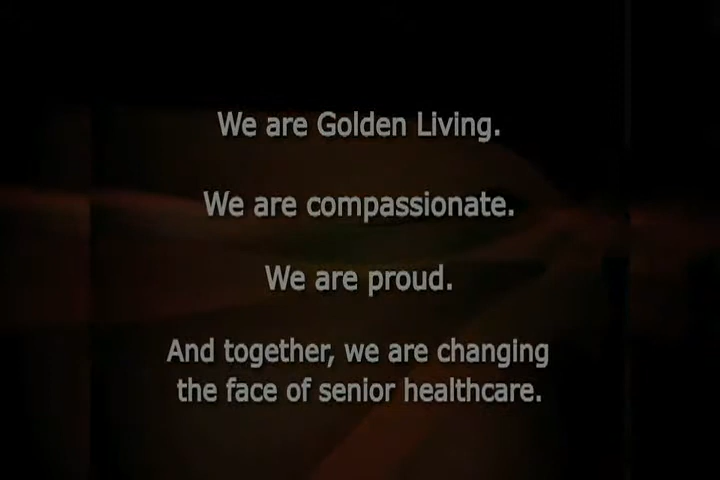 We are Golden Living.
We are compassionate.
We are proud.
And together, we are changing
the face of senior healthcare.